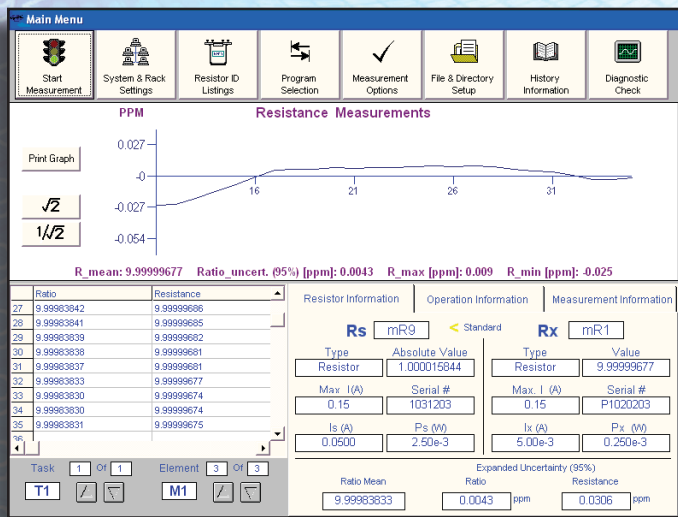 Main Menu
Start Measurement
System & Rack Settings
Resistor ID Listings
Program Selection
Measurement Options
File & Directory Setup
History Information
Diagnostic Check
PPM Resistance Measurements
Print Graph
√2
1/√2
0.027
-0
-0.027
-0.054
16 21 26 31
R_mean: 9.99999677 Ratio_uncert. (95%) [ppm]: 0.0043 R_max [ppm]: 0.009 R_min [ppm]: -0.025
Ratio Resistance
27 9.99983842 9.99999686
28 9.99983841 9.99999685
29 9.99983839 9.99999682
30 9.99983838 9.99999681
31 9.99983837 9.99999681
32 9.99983833 9.99999677
33 9.99983830 9.99999674
34 9.99983830 9.99999674
35 9.99983831 9.99999675
36
Task 1 Of 1 Element 3 Of 3
T1 M1
Resistor Information Operation Information Measurement Information
Rs mR9 < Standard Rx mR1
Type Absolute Value Type Value
Resistor 1.000015844 Resistor 9.99999677
Max I(A) Serial # Max. I (A) Serial #
0.15 1031203 0.15 P1020203
Is (A) Ps (W) Ix (A) Px (W)
0.0500 2.50e-3 5.00e-3 0.250e-3
Expanded Uncertainty (95%)
Ratio Mean Ratio Resistance
9.99983833 0.0043 ppm 0.0306 ppm